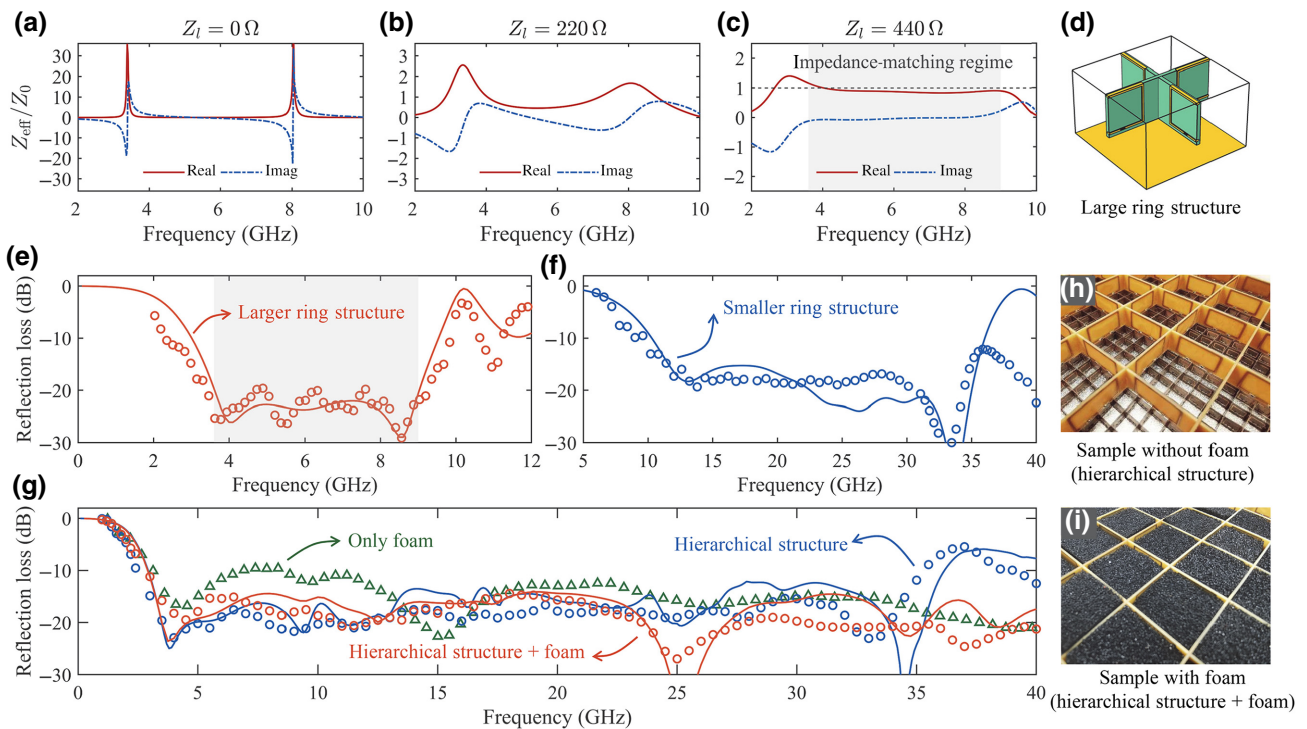 (a)
Z_l = 0 Ω
Z_eff/Z_0
30
20
10
0
−10
−20
−30
Real
Imag
2
4
6
8
10
Frequency (GHz)
(b)
Z_l = 220 Ω
3
2
1
0
−1
−2
−3
Real
Imag
2
4
6
8
10
Frequency (GHz)
(c)
Z_l = 440 Ω
Impedance-matching regime
2
1
0
−1
−2
Real
Imag
2
4
6
8
10
Frequency (GHz)
(d)
Large ring structure
(e)
Reflection loss (dB)
0
−10
−20
−30
Larger ring structure
0
2
4
6
8
10
12
Frequency (GHz)
(f)
0
−10
−20
−30
Smaller ring structure
5
10
15
20
25
30
35
40
Frequency (GHz)
(h)
Sample without foam
(hierarchical structure)
(g)
Reflection loss (dB)
0
−10
−20
−30
Only foam
Hierarchical structure
Hierarchical structure + foam
0
5
10
15
20
25
30
35
40
Frequency (GHz)
(i)
Sample with foam
(hierarchical structure + foam)